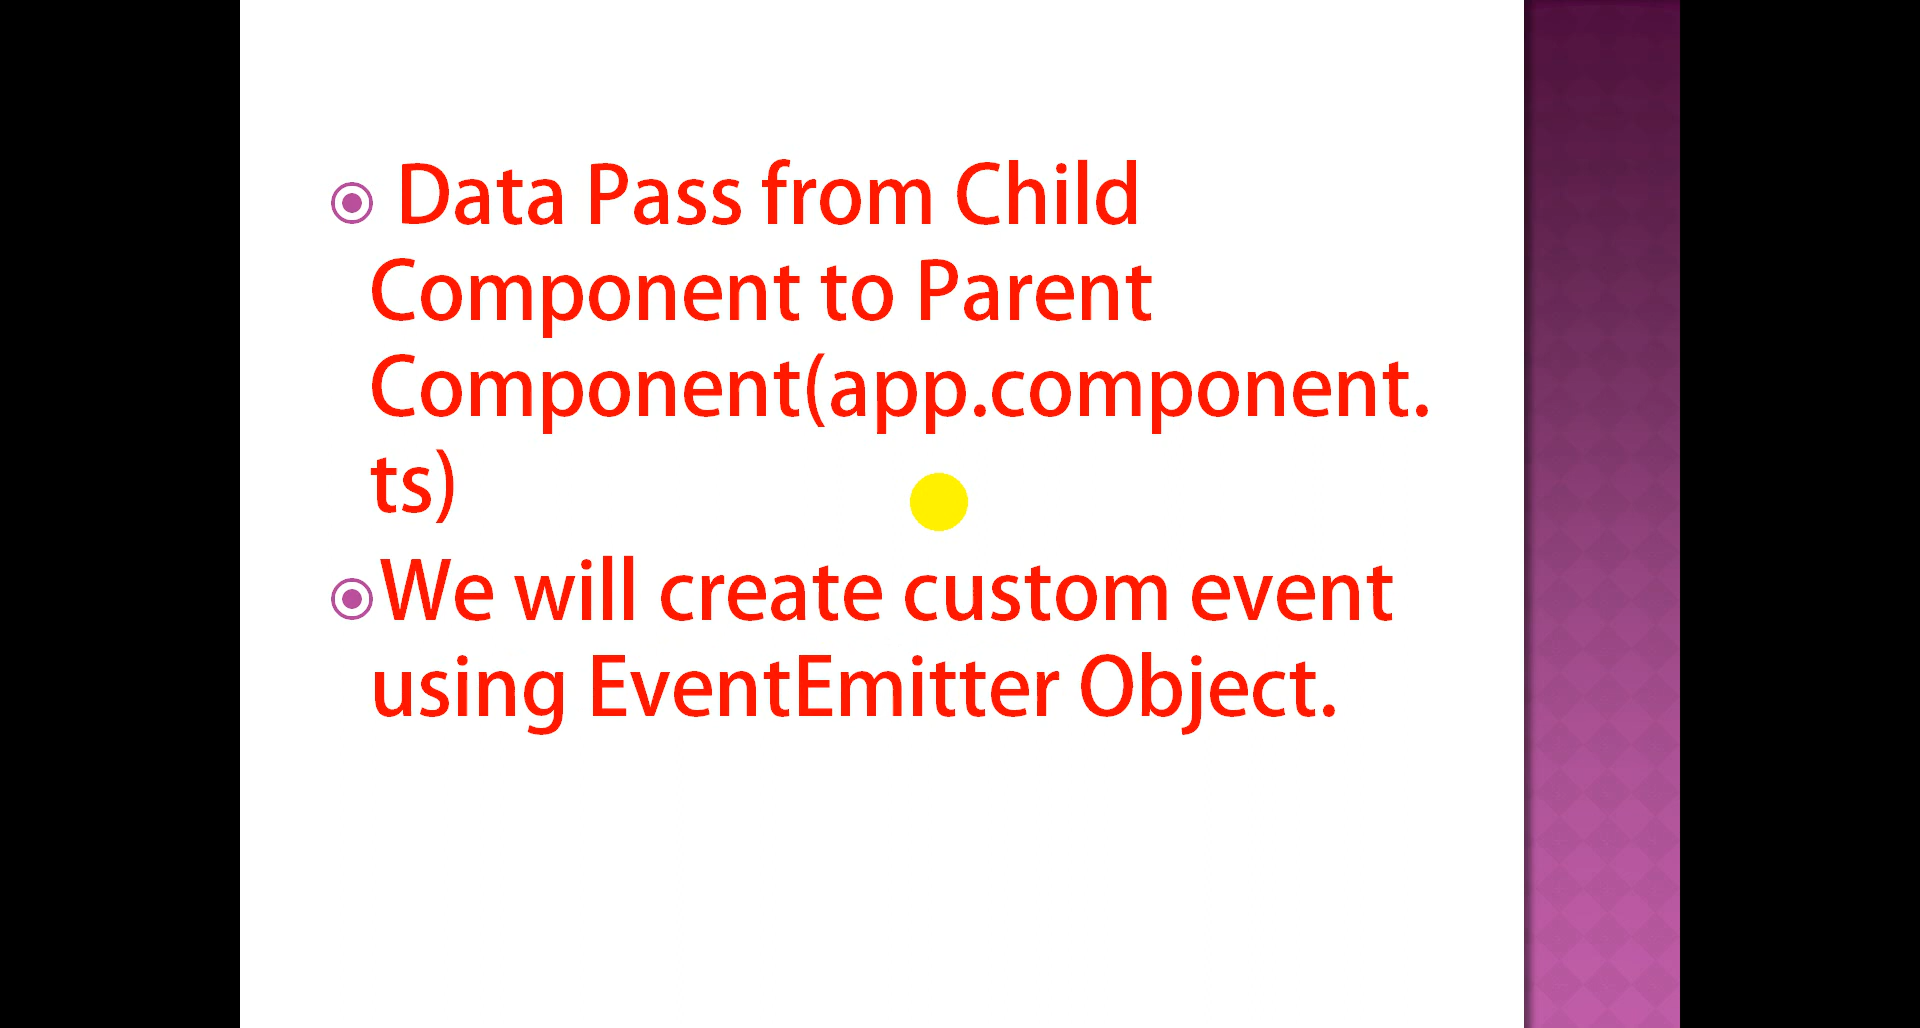 Data Pass from Child
Component to Parent
Component(app.component.
ts)
We will create custom event
using EventEmitter Object.